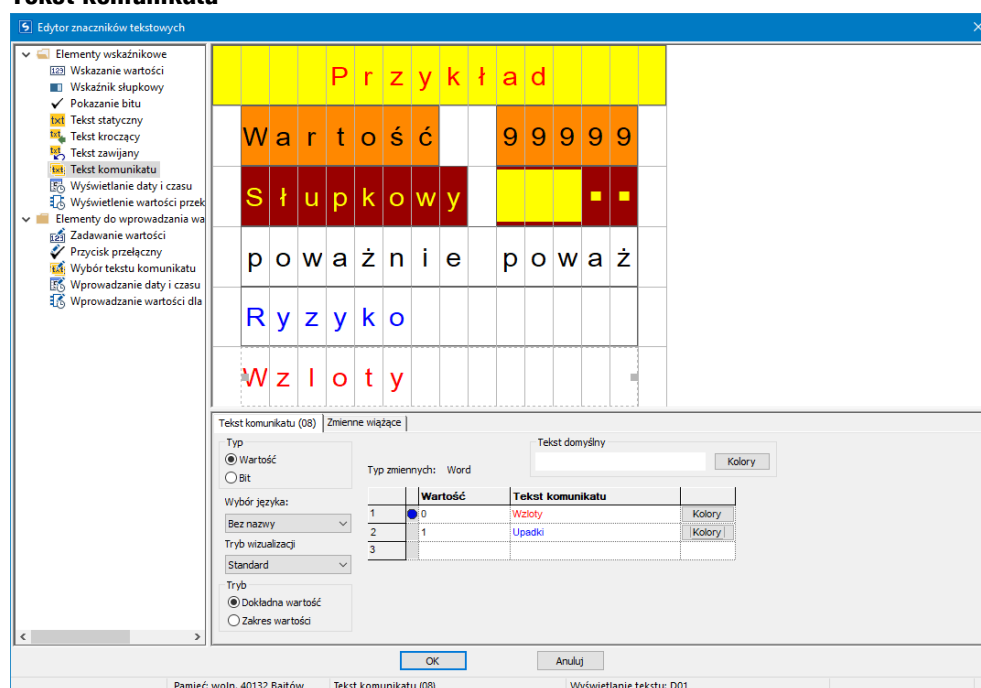 Tekst komunikatu
Edytor znaczników tekstowych
Elementy wskaźnikowe
Wskazanie wartości
Wskaźnik słupkowy
Pokazanie bitu
Tekst statyczny
Tekst kroczący
Tekst zawijany
Tekst komunikatu
Wyświetlanie daty i czasu
Wyświetlenie wartości przek
Elementy do wprowadzania wa
Zadawanie wartości
Przycisk przełączny
Wybór tekstu komunikatu
Wprowadzanie daty i czasu
Wprowadzanie wartości dla
Przykład
Wartość 99999
Słupkowy
poważnie poważ
Ryzyko
Wzloty
Tekst komunikatu (08) Zmienne wiążące
Typ
Wartość
Bit
Wybór języka:
Bez nazwy
Tryb wizualizacji
Standard
Tryb
Dokładna wartość
Zakres wartości
Tekst domyślny
Kolory
Typ zmiennych: Word
Wartość Tekst komunikatu
1 0 Wzloty Kolory
2 1 Upadki Kolory
3
OK Anuluj
Pamięć: woln. 40132 Bajtów Tekst komunikatu (08) Wyświetlanie tekstu: D01